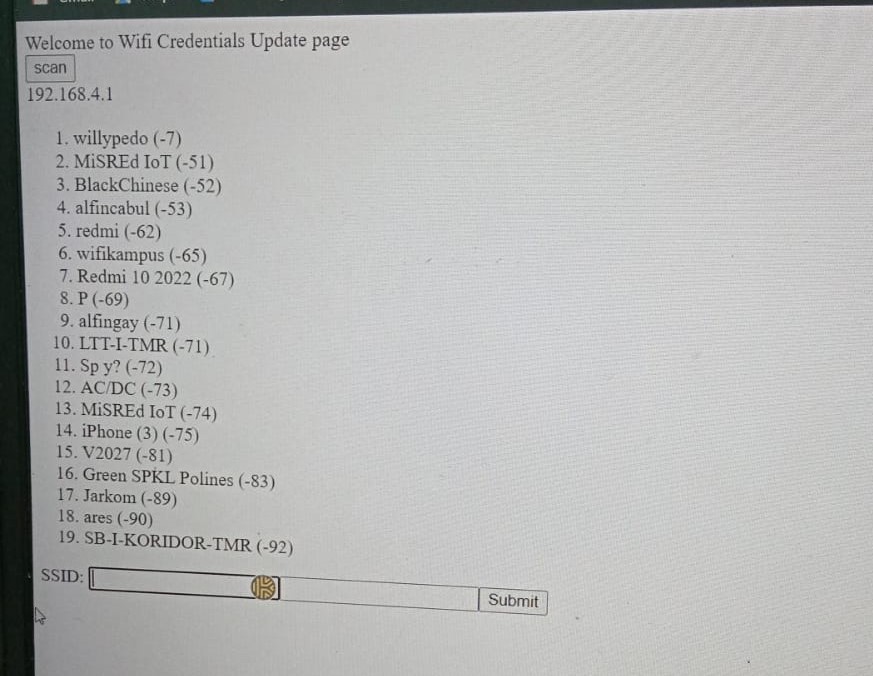 Welcome to Wifi Credentials Update page
scan
192.168.4.1
1. willypedo (-7)
2. MiSREd IoT (-51)
3. BlackChinese (-52)
4. alfincabul (-53)
5. redmi (-62)
6. wifikampus (-65)
7. Redmi 10 2022 (-67)
8. P (-69)
9. alfingay (-71)
10. LTT-I-TMR (-71)
11. Sp y? (-72)
12. AC/DC (-73)
13. MiSREd IoT (-74)
14. iPhone (3) (-75)
15. V2027 (-81)
16. Green SPKL Polines (-83)
17. Jarkom (-89)
18. ares (-90)
19. SB-I-KORIDOR-TMR (-92)
SSID: Submit